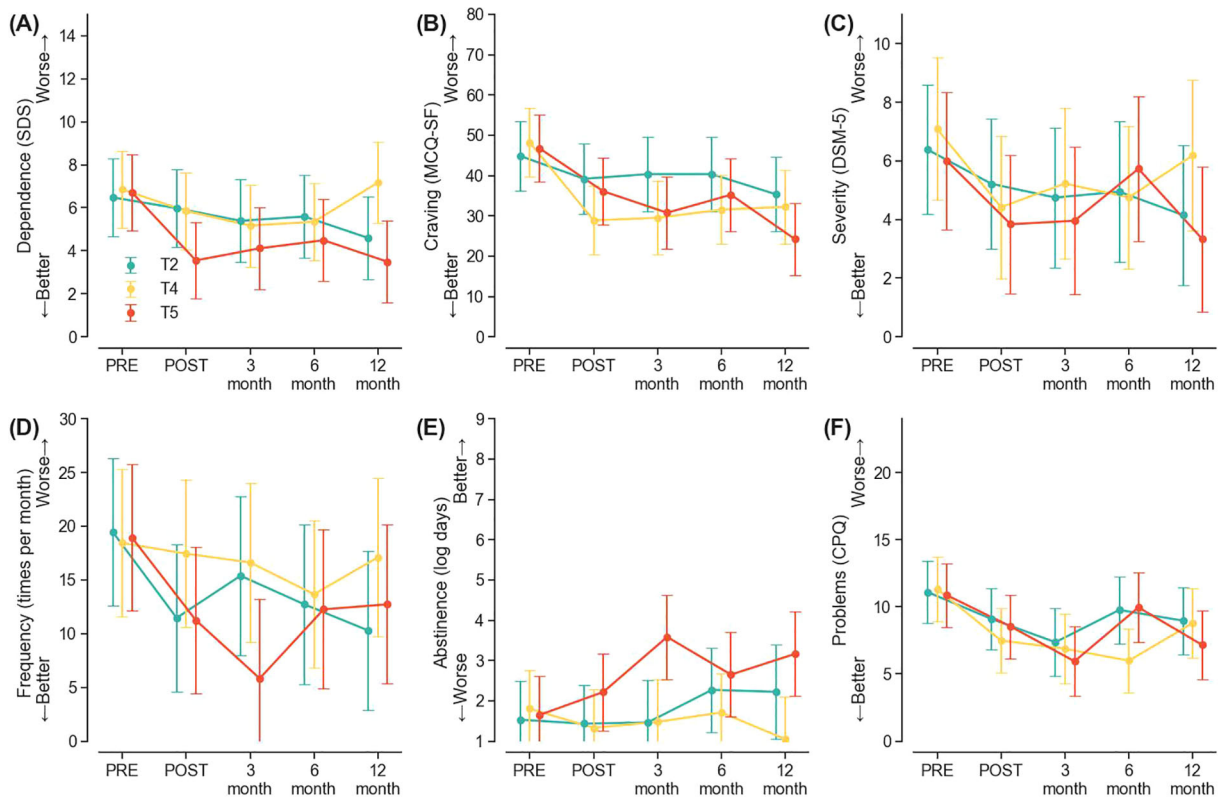 (A)
Dependence (SDS)
←Better
Worse→
14
12
10
8
6
4
2
0
T2
T4
T5
PRE
POST
3
month
6
month
12
month
(B)
Craving (MCQ-SF)
←Better
Worse→
80
70
60
50
40
30
20
10
0
PRE
POST
3
month
6
month
12
month
(C)
Severity (DSM-5)
←Better
Worse→
10
8
6
4
2
0
PRE
POST
3
month
6
month
12
month
(D)
Frequency (times per month)
←Better
Worse→
30
25
20
15
10
5
0
PRE
POST
3
month
6
month
12
month
(E)
Abstinence (log days)
←Worse
Better→
9
8
7
6
5
4
3
2
1
PRE
POST
3
month
6
month
12
month
(F)
Problems (CPQ)
←Better
Worse→
20
15
10
5
0
PRE
POST
3
month
6
month
12
month